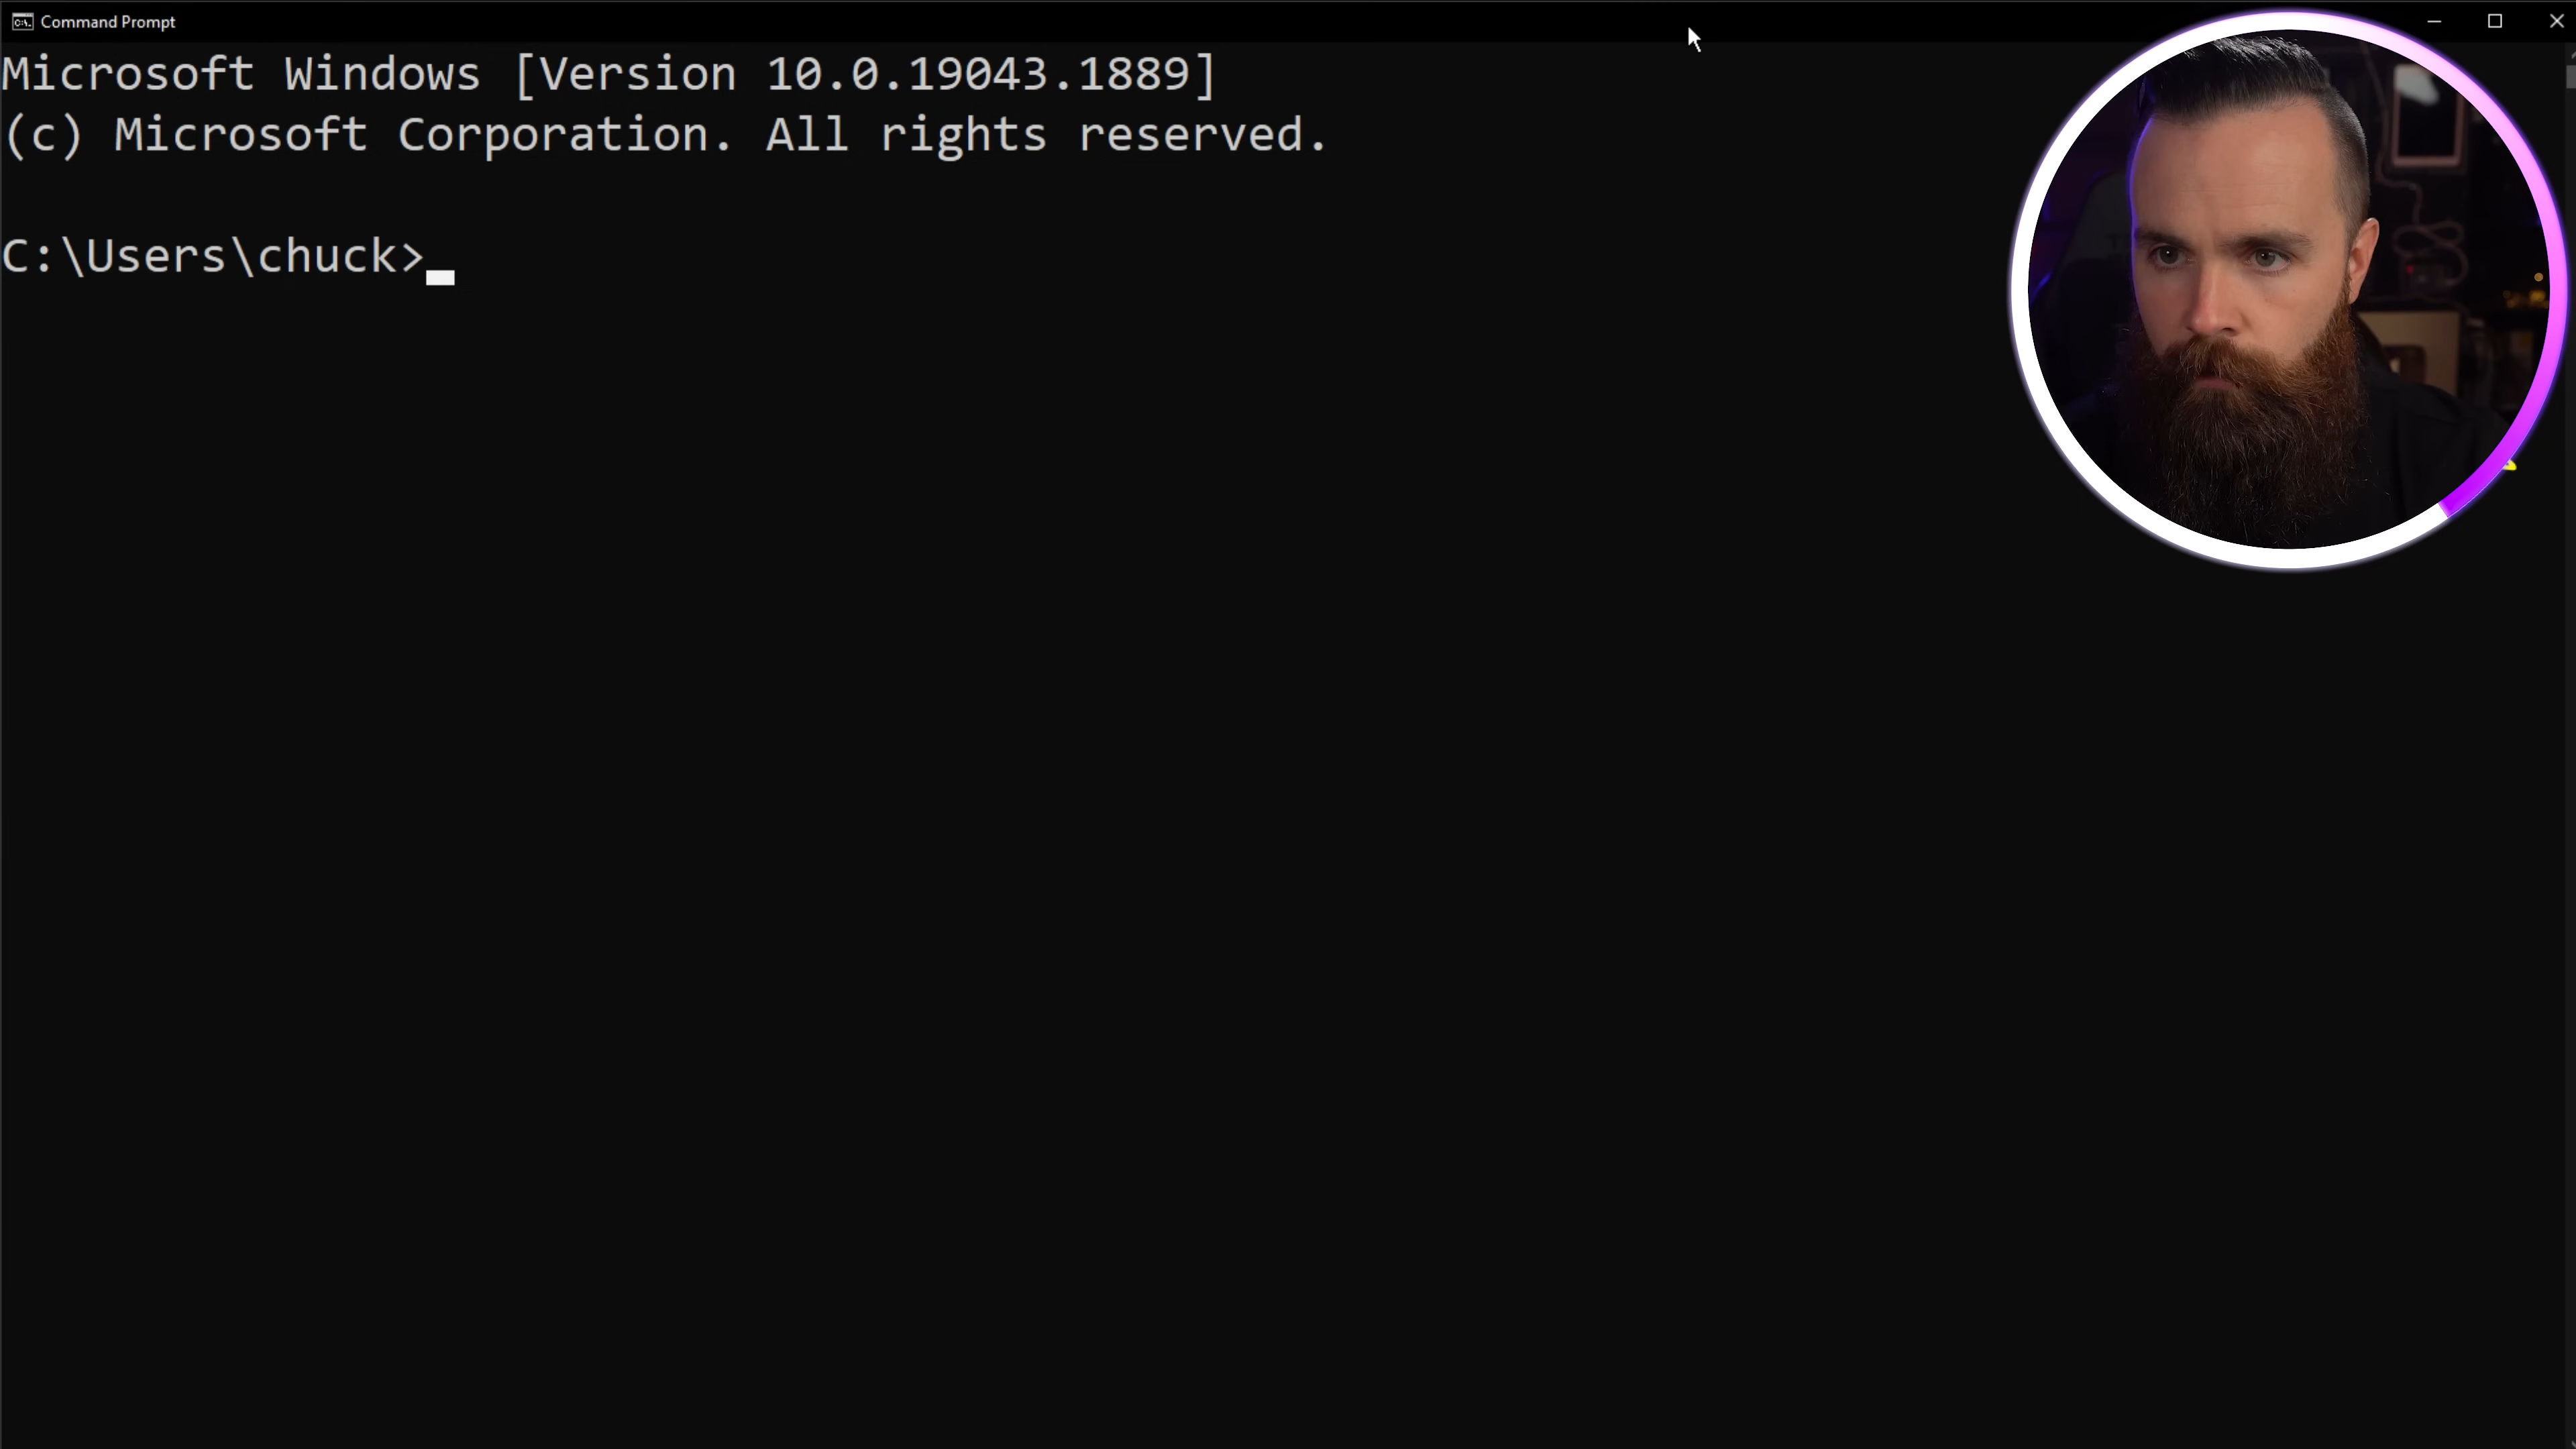 Command Prompt
Microsoft Windows [Version 10.0.19043.1889]
(c) Microsoft Corporation. All rights reserved.
C:\Users\chuck>